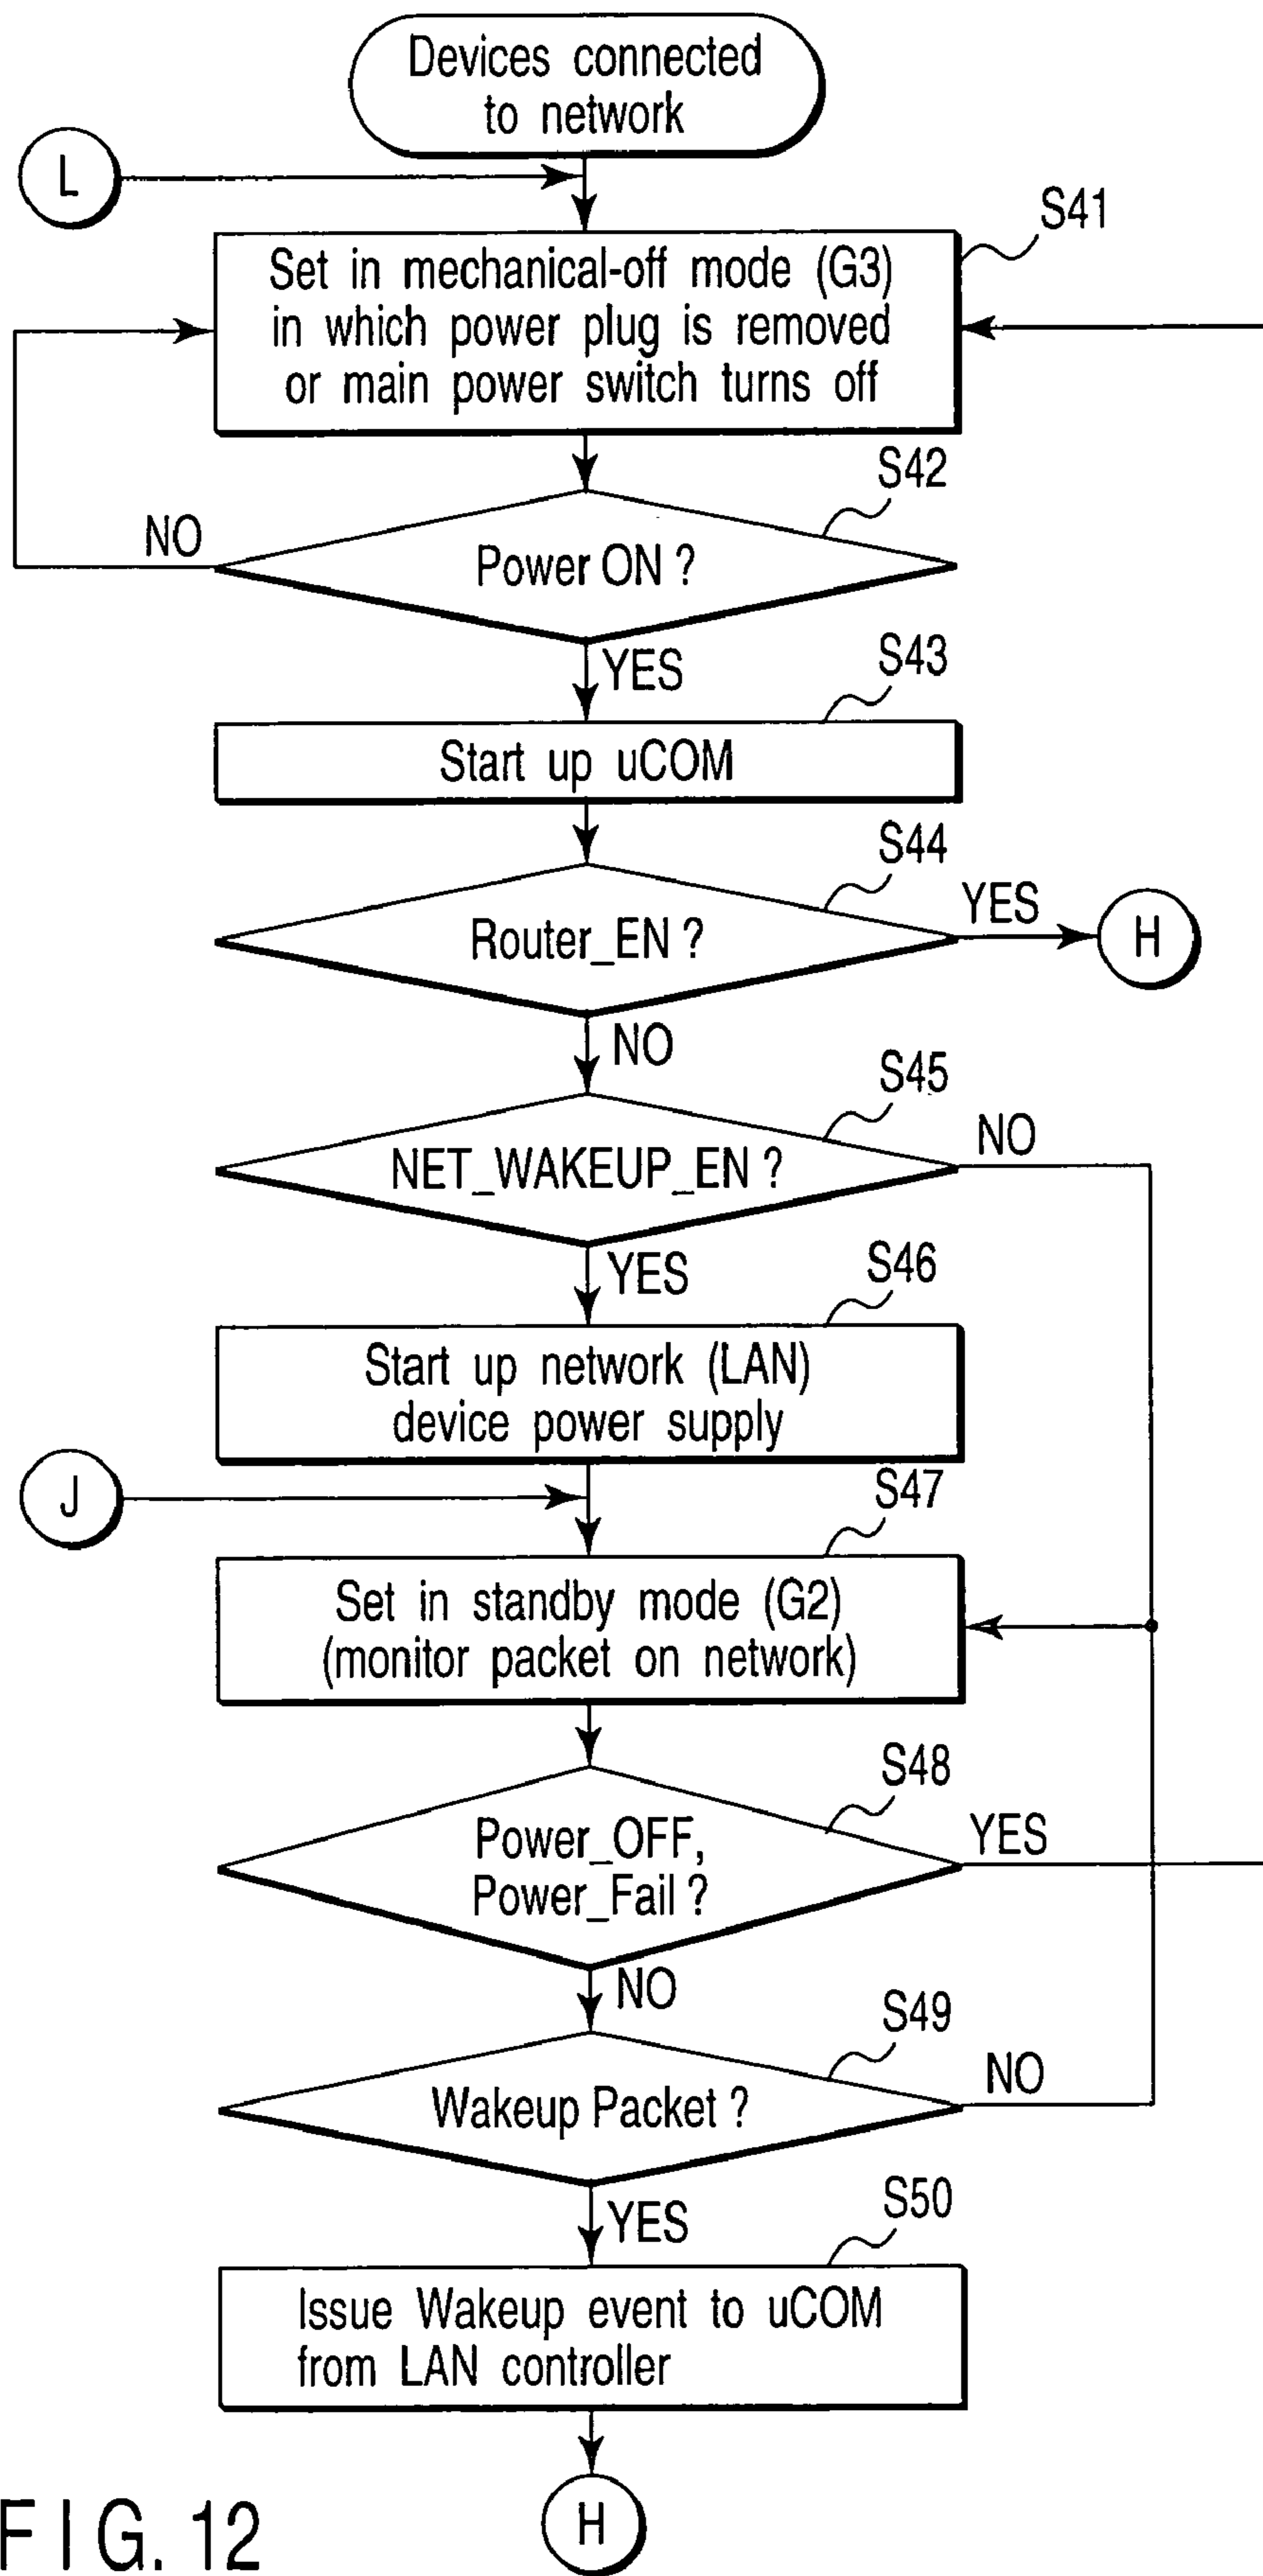 Devices connected
to network
L
S41
Set in mechanical-off mode (G3)
in which power plug is removed
or main power switch turns off
S42
NO
Power ON ?
YES
S43
Start up uCOM
S44
Router_EN ?
YES
H
NO
S45
NET_WAKEUP_EN ?
NO
YES
S46
Start up network (LAN)
device power supply
J
S47
Set in standby mode (G2)
(monitor packet on network)
S48
Power_OFF,
Power_Fail ?
YES
NO
S49
Wakeup Packet ?
NO
YES
S50
Issue Wakeup event to uCOM
from LAN controller
H
FIG. 12